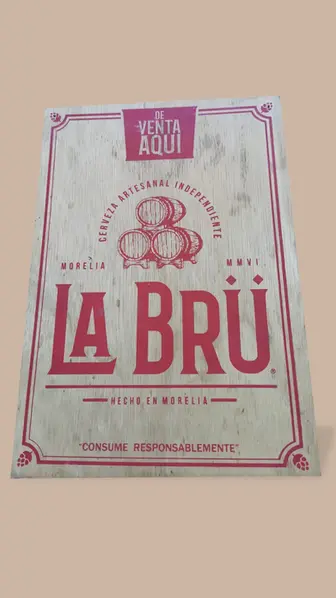 DE
VENTA
AQUI
CERVEZA ARTESANAL INDEPENDIENTE
MORELIA MMVI
LA BRÜ®
HECHO EN MORELIA
"CONSUME RESPONSABLEMENTE"